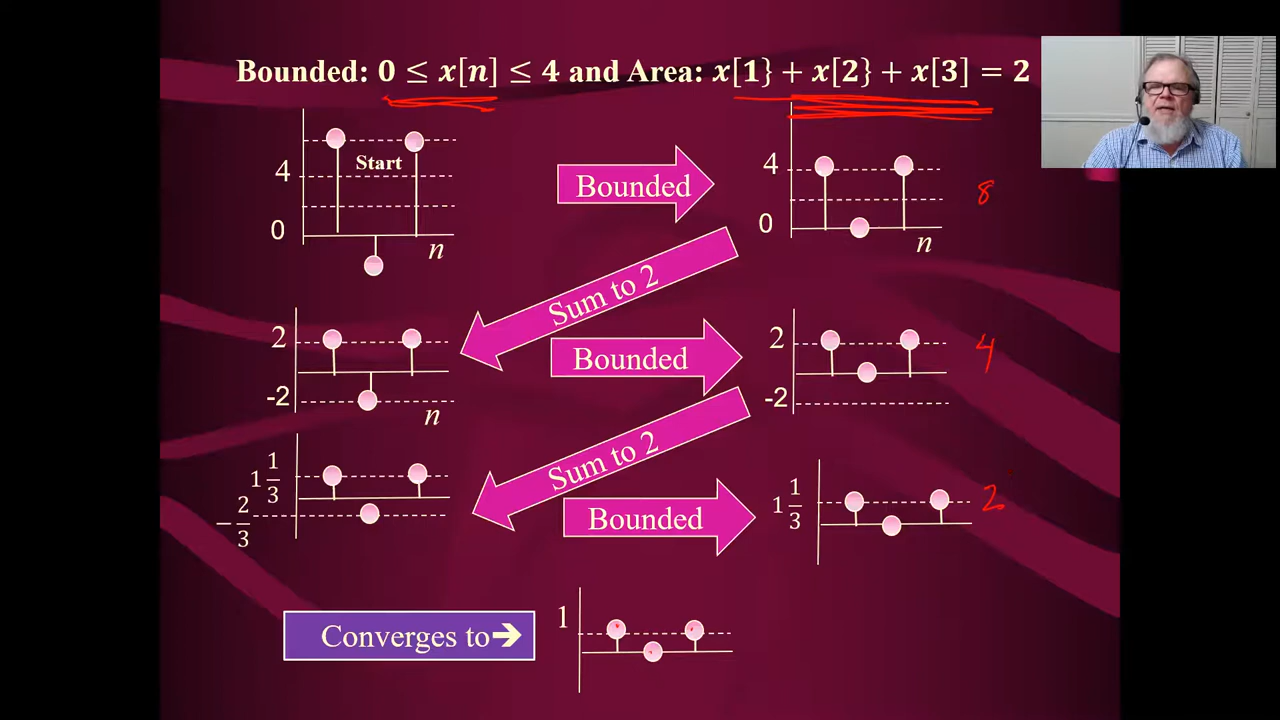 Bounded: 0 ≤ x[n] ≤ 4 and Area: x[1} + x[2} + x[3] = 2
4
Start
0
n
Bounded
4
0
n
8
Sum to 2
2
-2
n
Bounded
2
-2
4
Sum to 2
1 1/3
− 2/3
Bounded
1 1/3
2
Converges to➔
1